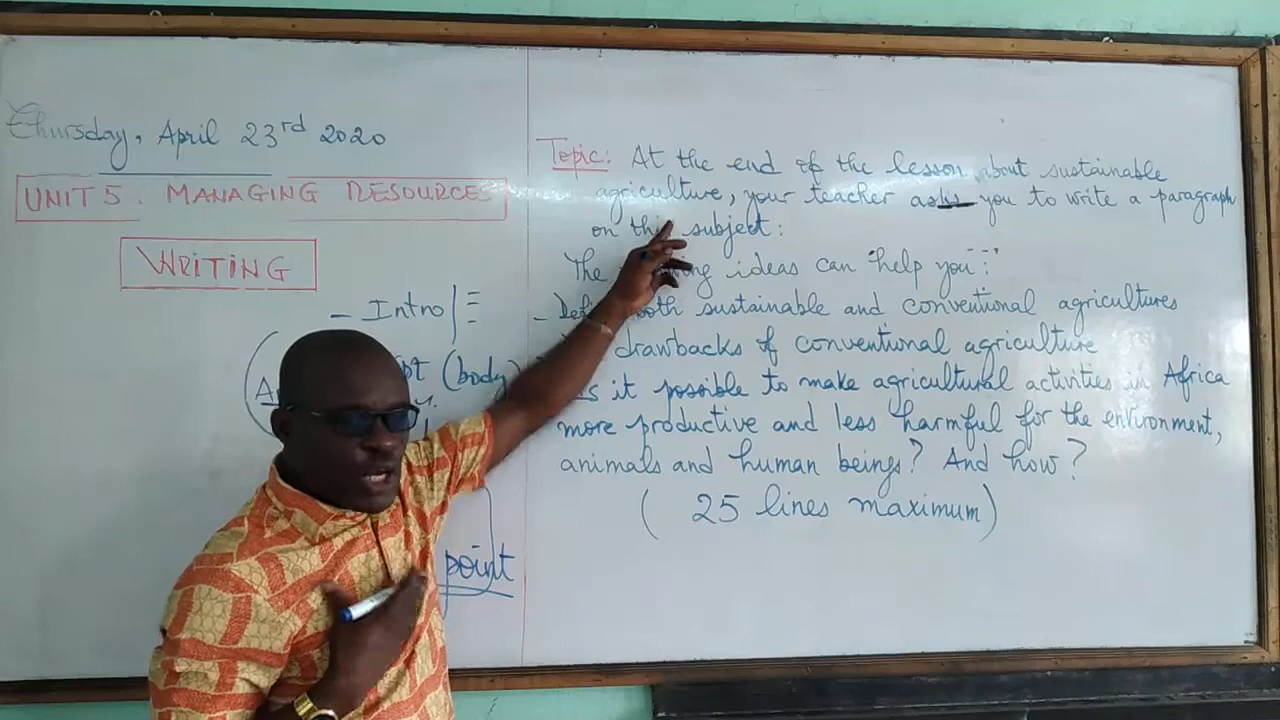 Thursday, April 23rd 2020
UNIT 5. MANAGING RESOURCES
WRITING
- Intro
(body)
point
Topic: At the end of the lesson about sustainable
agriculture, your teacher asks you to write a paragraph
on this subject:
The ideas can help you:
- both sustainable and conventional agricultures
drawbacks of conventional agriculture
it possible to make agricultural activities in Africa
more productive and less harmful for the environment,
animals and human beings? And how?
( 25 lines maximum)